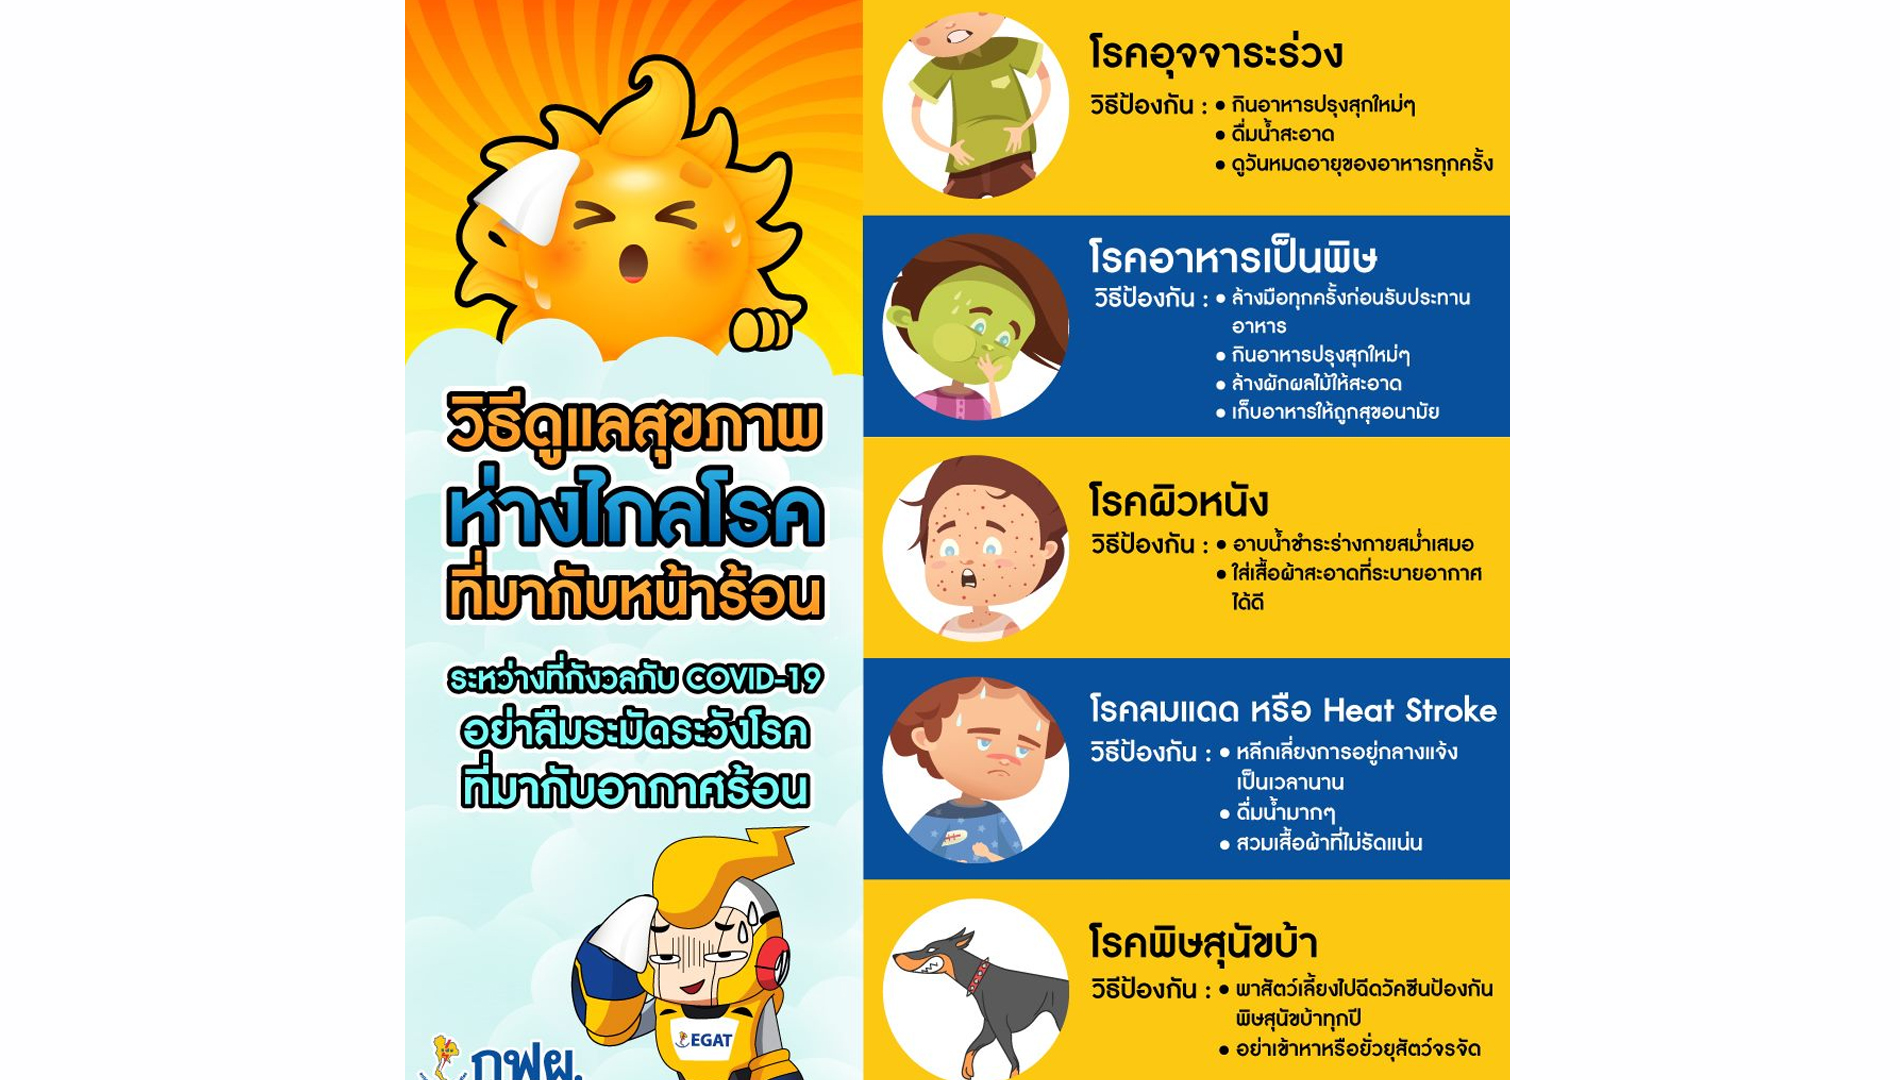 วิธีดูแลสุขภาพ
ห่างไกลโรค
ที่มากับหน้าร้อน
ระหว่างที่กังวลกับ COVID-19
อย่าลืมระมัดระวังโรค
ที่มากับอากาศร้อน
EGAT
กฟผ.
โรคอุจจาระร่วง
วิธีป้องกัน : • กินอาหารปรุงสุกใหม่ๆ
• ดื่มน้ำสะอาด
• ดูวันหมดอายุของอาหารทุกครั้ง
โรคอาหารเป็นพิษ
วิธีป้องกัน : • ล้างมือทุกครั้งก่อนรับประทาน
อาหาร
• กินอาหารปรุงสุกใหม่ๆ
• ล้างผักผลไม้ให้สะอาด
• เก็บอาหารให้ถูกสุขอนามัย
โรคผิวหนัง
วิธีป้องกัน : • อาบน้ำชำระร่างกายสม่ำเสมอ
• ใส่เสื้อผ้าสะอาดที่ระบายอากาศ
ได้ดี
โรคลมแดด หรือ Heat Stroke
วิธีป้องกัน : • หลีกเลี่ยงการอยู่กลางแจ้ง
เป็นเวลานาน
• ดื่มน้ำมากๆ
• สวมเสื้อผ้าที่ไม่รัดแน่น
โรคพิษสุนัขบ้า
วิธีป้องกัน : • พาสัตว์เลี้ยงไปฉีดวัคซีนป้องกัน
พิษสุนัขบ้าทุกปี
• อย่าเข้าหาหรือยั่วยุสัตว์จรจัด